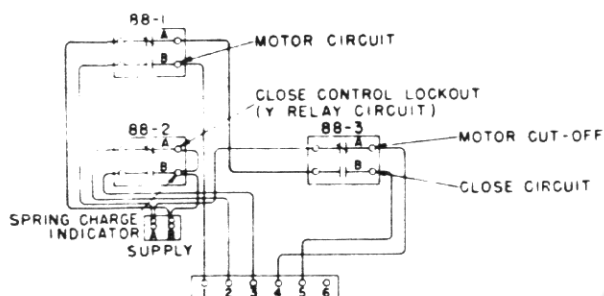 88-1
A
MOTOR CIRCUIT
B
CLOSE CONTROL LOCKOUT
(Y RELAY CIRCUIT)
88-2
A
B
88-3
A
MOTOR CUT-OFF
B
CLOSE CIRCUIT
SPRING CHARGE
INDICATOR
B B
A A
SUPPLY
1 2 3 4 5 6